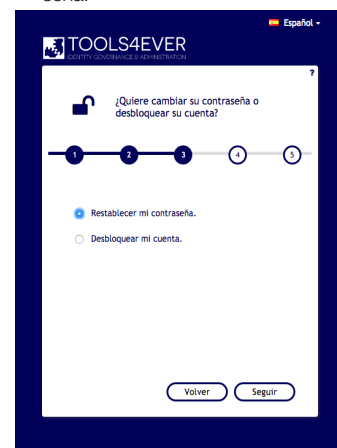 Español
TOOLS4EVER
IDENTITY GOVERNANCE & ADMINISTRATION
?
¿Quiere cambiar su contraseña o
desbloquear su cuenta?
1 2 3 4 5
Restablecer mi contraseña.
Desbloquear mi cuenta.
Volver Seguir